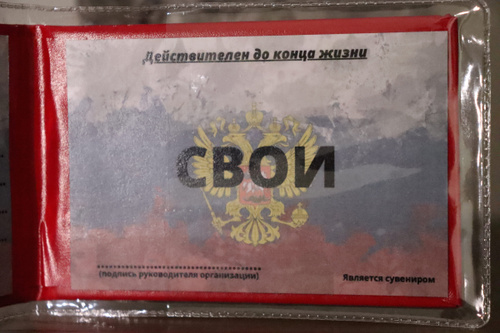 Действителен до конца жизни
СВОИ
(подпись руководителя организации)
Является сувениром